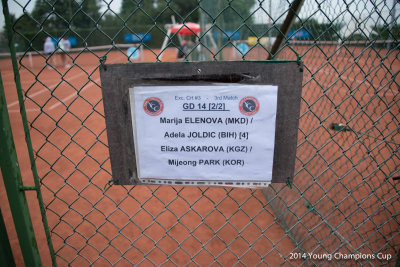 Exc. Crt #3 - 3rd Match
GD 14 [2/2]
Marija ELENOVA (MKD) /
Adela JOLDIC (BIH) [4]
Eliza ASKAROVA (KGZ) /
Mijeong PARK (KOR)
2014 Young Champions Cup